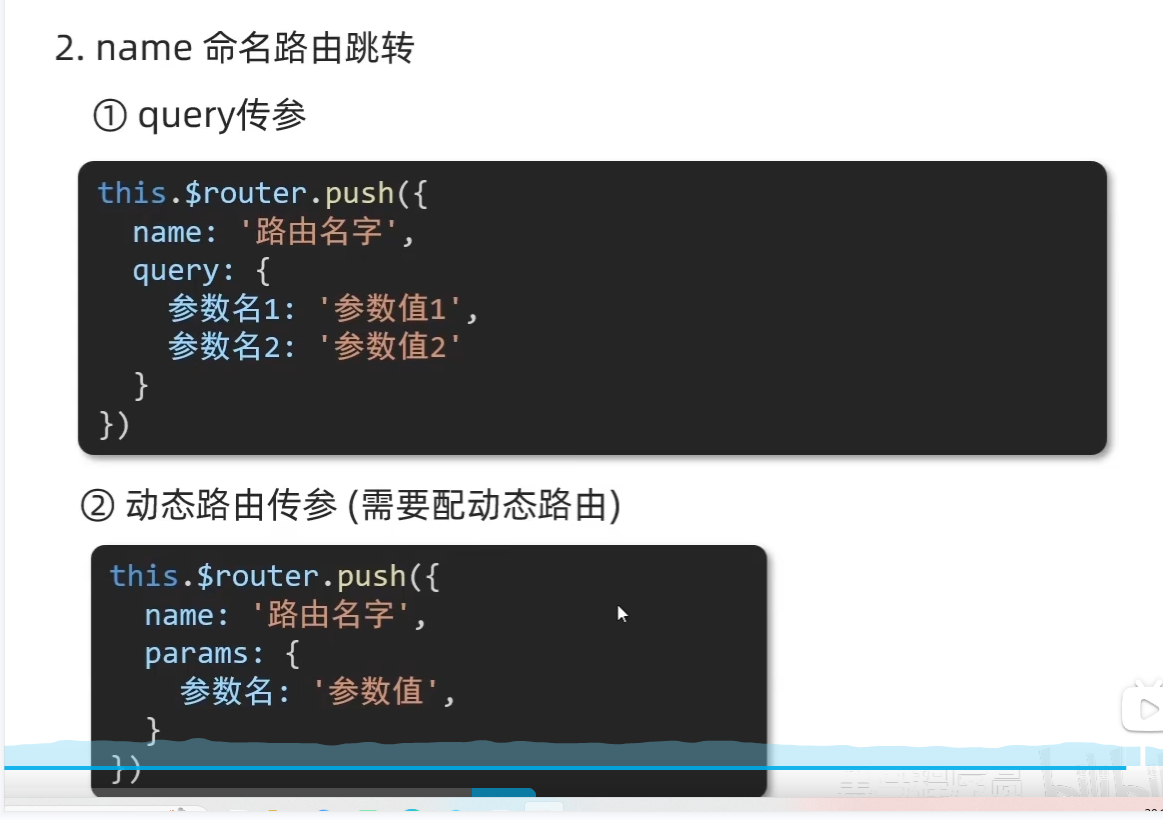 2. name 命名路由跳转
① query传参
this.$router.push({
name: '路由名字',
query: {
参数名1: '参数值1',
参数名2: '参数值2'
}
})
② 动态路由传参 (需要配动态路由)
this.$router.push({
name: '路由名字',
params: {
参数名: '参数值',
}
})